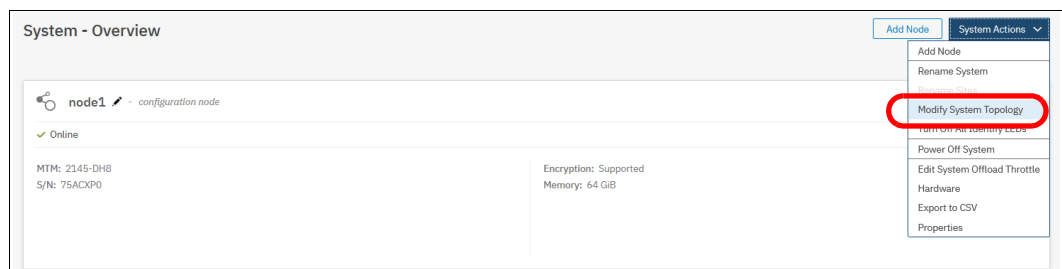 System - Overview
Add Node
System Actions
Add Node
Rename System
Rename Sites
Modify System Topology
Turn Off All Identify LEDs
Power Off System
Edit System Offload Throttle
Hardware
Export to CSV
Properties
node1 - configuration node
Online
MTM: 2145-DH8
S/N: 75ACXP0
Encryption: Supported
Memory: 64 GiB